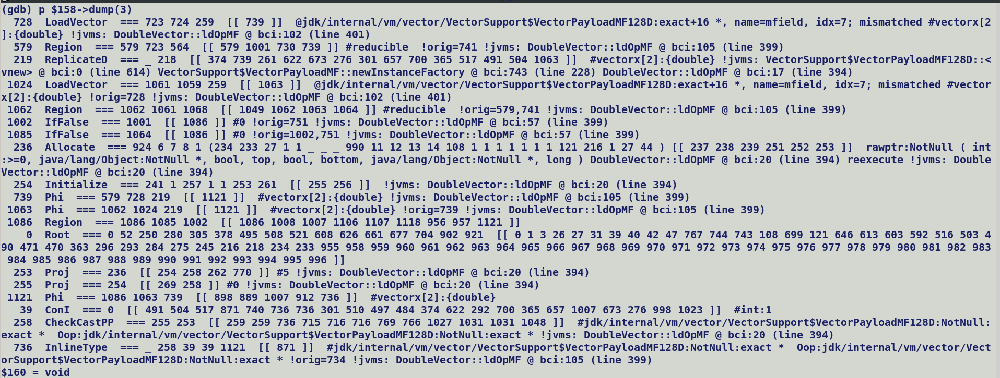 (gdb) p $158->dump(3)
  728  LoadVector  === 723 724 259  [[ 739 ]]  @jdk/internal/vm/vector/VectorSupport$VectorPayloadMF128D:exact+16 *, name=mfield, idx=7; mismatched #vectorx[2
]:{double} !jvms: DoubleVector::ldOpMF @ bci:102 (line 401)
  579  Region  === 579 723 564  [[ 579 1001 730 739 ]] #reducible  !orig=741 !jvms: DoubleVector::ldOpMF @ bci:105 (line 399)
  219  ReplicateD  === _ 218  [[ 374 739 261 622 673 276 301 657 700 365 517 491 504 1063 ]]  #vectorx[2]:{double} !jvms: VectorSupport$VectorPayloadMF128D::<
vnew> @ bci:0 (line 614) VectorSupport$VectorPayloadMF::newInstanceFactory @ bci:743 (line 228) DoubleVector::ldOpMF @ bci:17 (line 394)
 1024  LoadVector  === 1061 1059 259  [[ 1063 ]]  @jdk/internal/vm/vector/VectorSupport$VectorPayloadMF128D:exact+16 *, name=mfield, idx=7; mismatched #vector
x[2]:{double} !orig=728 !jvms: DoubleVector::ldOpMF @ bci:102 (line 401)
 1062  Region  === 1062 1061 1068  [[ 1049 1062 1063 1064 ]] #reducible  !orig=579,741 !jvms: DoubleVector::ldOpMF @ bci:105 (line 399)
 1002  IfFalse  === 1001  [[ 1086 ]] #0 !orig=751 !jvms: DoubleVector::ldOpMF @ bci:57 (line 399)
 1085  IfFalse  === 1064  [[ 1086 ]] #0 !orig=1002,751 !jvms: DoubleVector::ldOpMF @ bci:57 (line 399)
  236  Allocate  === 924 6 7 8 1 (234 233 27 1 1 _ _ _ 990 11 12 13 14 108 1 1 1 1 1 1 1 121 216 1 27 44 ) [[ 237 238 239 251 252 253 ]]  rawptr:NotNull ( int
:>=0, java/lang/Object:NotNull *, bool, top, bool, bottom, java/lang/Object:NotNull *, long ) DoubleVector::ldOpMF @ bci:20 (line 394) reexecute !jvms: Double
Vector::ldOpMF @ bci:20 (line 394)
  254  Initialize  === 241 1 257 1 1 253 261  [[ 255 256 ]]  !jvms: DoubleVector::ldOpMF @ bci:20 (line 394)
  739  Phi  === 579 728 219  [[ 1121 ]]  #vectorx[2]:{double} !jvms: DoubleVector::ldOpMF @ bci:105 (line 399)
 1063  Phi  === 1062 1024 219  [[ 1121 ]]  #vectorx[2]:{double} !orig=739 !jvms: DoubleVector::ldOpMF @ bci:105 (line 399)
 1086  Region  === 1086 1085 1002  [[ 1086 1008 1007 1106 1107 1118 956 957 1121 ]]
    0  Root  === 0 52 250 280 305 378 495 508 521 608 626 661 677 704 902 921  [[ 0 1 3 26 27 31 39 40 42 47 767 744 743 108 699 121 646 613 603 592 516 503 4
90 471 470 363 296 293 284 275 245 216 218 234 233 955 958 959 960 961 962 963 964 965 966 967 968 969 970 971 972 973 974 975 976 977 978 979 980 981 982 983
 984 985 986 987 988 989 990 991 992 993 994 995 996 ]]
  253  Proj  === 236  [[ 254 258 262 770 ]] #5 !jvms: DoubleVector::ldOpMF @ bci:20 (line 394)
  255  Proj  === 254  [[ 269 258 ]] #0 !jvms: DoubleVector::ldOpMF @ bci:20 (line 394)
 1121  Phi  === 1086 1063 739  [[ 898 889 1007 912 736 ]]  #vectorx[2]:{double}
   39  ConI  === 0  [[ 491 504 517 871 740 736 736 301 510 497 484 374 622 292 700 365 657 1007 673 276 998 1023 ]]  #int:1
  258  CheckCastPP  === 255 253  [[ 259 259 736 715 716 716 769 766 1027 1031 1031 1048 ]]  #jdk/internal/vm/vector/VectorSupport$VectorPayloadMF128D:NotNull:
exact *  Oop:jdk/internal/vm/vector/VectorSupport$VectorPayloadMF128D:NotNull:exact * !jvms: DoubleVector::ldOpMF @ bci:20 (line 394)
  736  InlineType  === _ 258 39 39 1121  [[ 871 ]]  #jdk/internal/vm/vector/VectorSupport$VectorPayloadMF128D:NotNull:exact *  Oop:jdk/internal/vm/vector/Vect
orSupport$VectorPayloadMF128D:NotNull:exact * !orig=734 !jvms: DoubleVector::ldOpMF @ bci:105 (line 399)
$160 = void